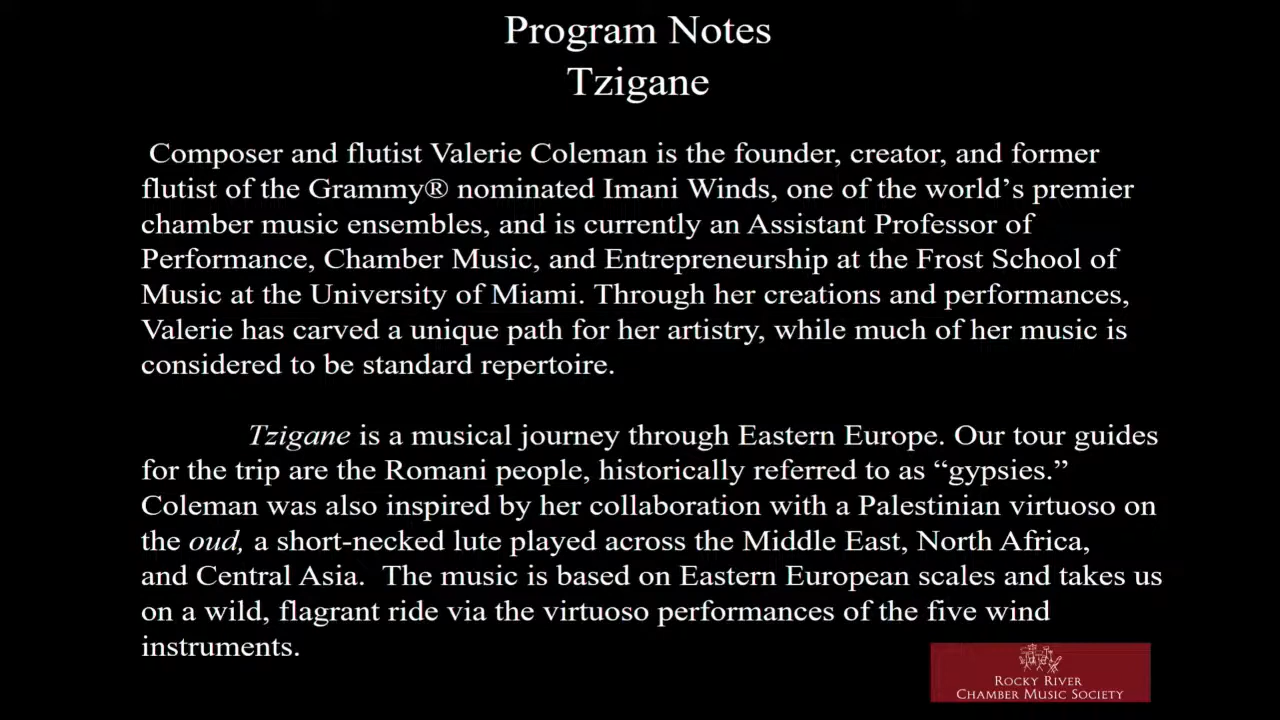 Program Notes
Tzigane
Composer and flutist Valerie Coleman is the founder, creator, and former
flutist of the Grammy® nominated Imani Winds, one of the world’s premier
chamber music ensembles, and is currently an Assistant Professor of
Performance, Chamber Music, and Entrepreneurship at the Frost School of
Music at the University of Miami. Through her creations and performances,
Valerie has carved a unique path for her artistry, while much of her music is
considered to be standard repertoire.
Tzigane is a musical journey through Eastern Europe. Our tour guides
for the trip are the Romani people, historically referred to as “gypsies.”
Coleman was also inspired by her collaboration with a Palestinian virtuoso on
the oud, a short-necked lute played across the Middle East, North Africa,
and Central Asia.  The music is based on Eastern European scales and takes us
on a wild, flagrant ride via the virtuoso performances of the five wind
instruments.
ROCKY RIVER
CHAMBER MUSIC SOCIETY